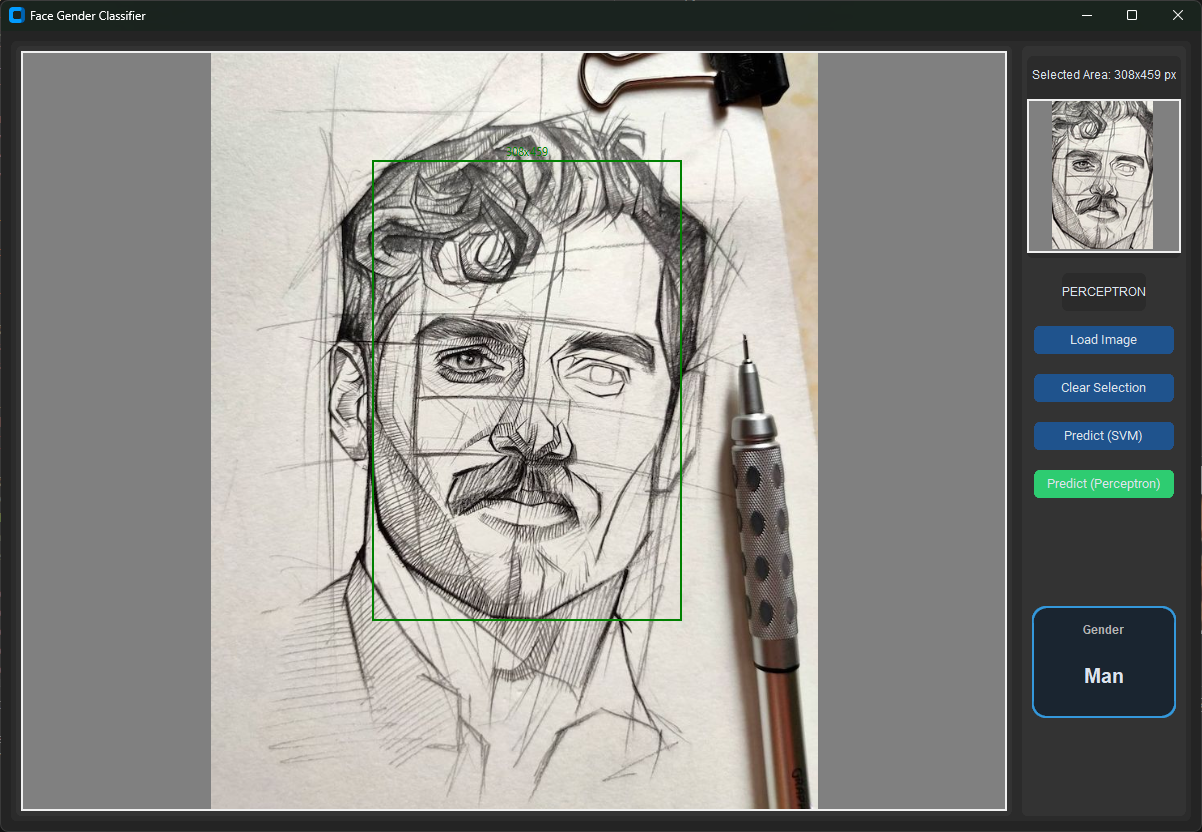 Face Gender Classifier
Selected Area: 308x459 px
308x459
PERCEPTRON
Load Image
Clear Selection
Predict (SVM)
Predict (Perceptron)
Gender
Man